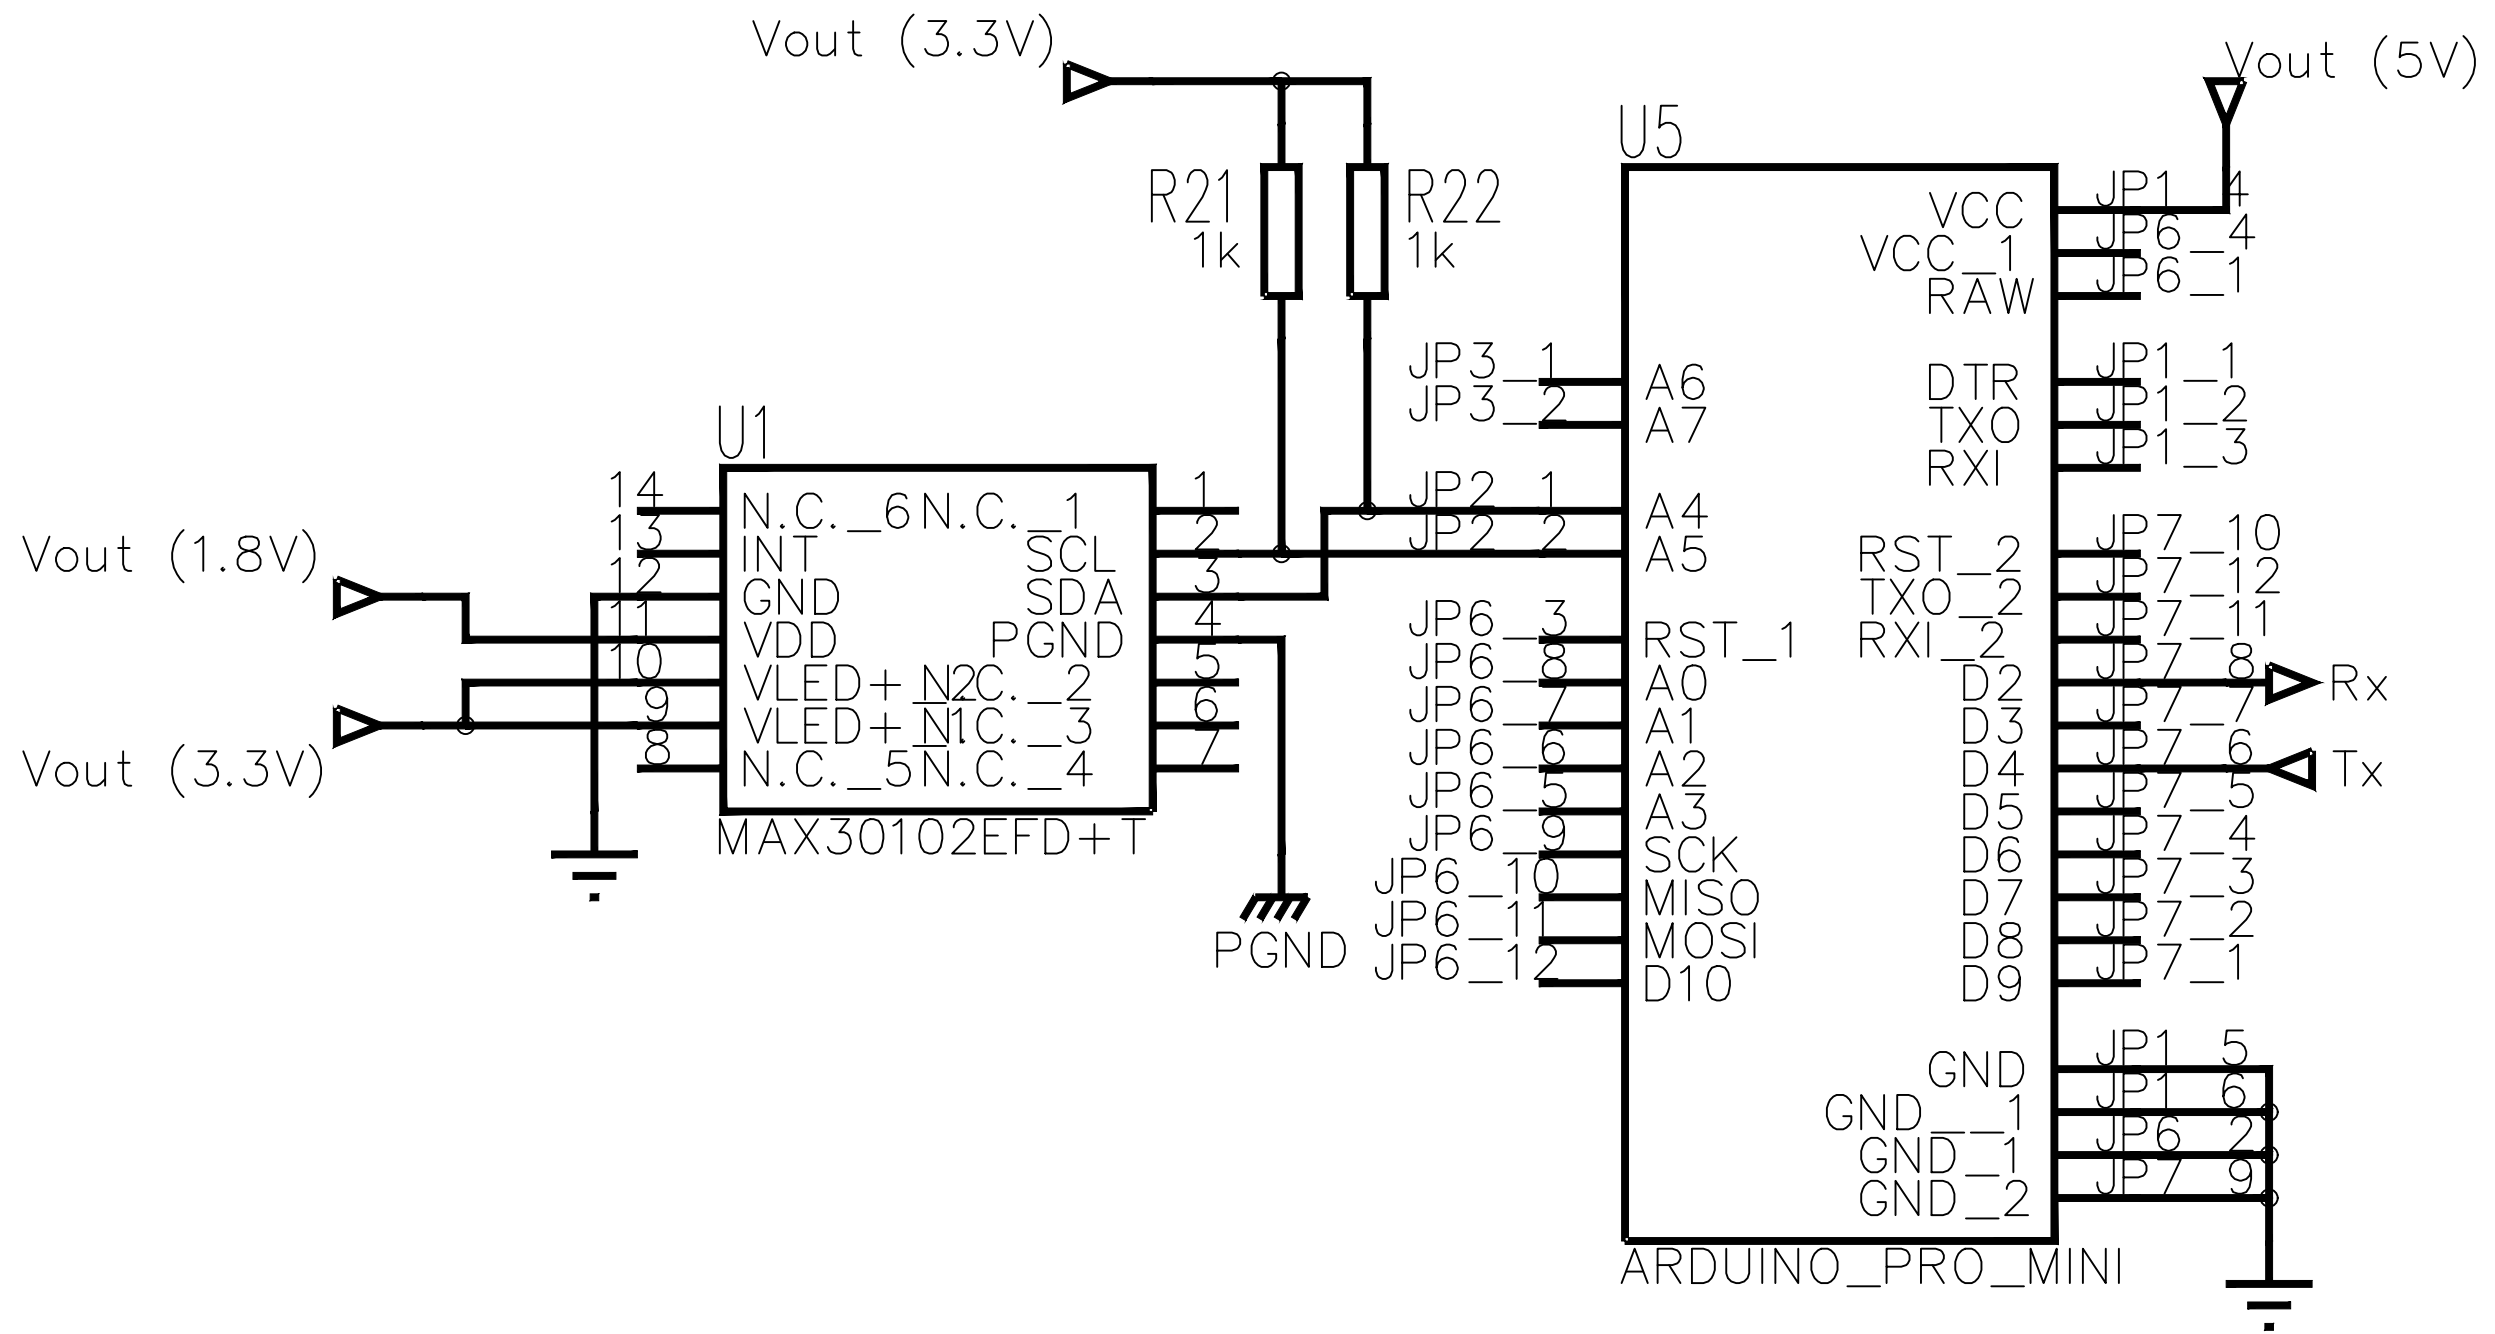 Vout (3.3V)
Vout (5V)
U5
R21
1k
R22
1k
VCC
JP1_4
VCC_1
JP6_4
RAW
JP6_1
JP3_1
A6
DTR
JP1_1
JP3_2
A7
TXO
JP1_2
RXI
JP1_3
U1
14
N.C._6
N.C._1
1
JP2_1
A4
13
INT
SCL
2
JP2_2
A5
RST_2
JP7_10
Vout (1.8V)
12
GND
SDA
3
TXO_2
JP7_12
11
VDD
PGND
4
JP6_3
RST_1
RXI_2
JP7_11
10
VLED+_2
N.C._2
5
JP6_8
A0
D2
JP7_8
Rx
9
VLED+_1
N.C._3
6
JP6_7
A1
D3
JP7_7
Vout (3.3V)
8
N.C._5
N.C._4
7
JP6_6
A2
D4
JP7_6
Tx
JP6_5
A3
D5
JP7_5
MAX30102EFD+T
JP6_9
SCK
D6
JP7_4
JP6_10
MISO
D7
JP7_3
JP6_11
MOSI
D8
JP7_2
PGND
JP6_12
D10
D9
JP7_1
GND
JP1_5
GND__1
JP1_6
GND_1
JP6_2
GND_2
JP7_9
ARDUINO_PRO_MINI